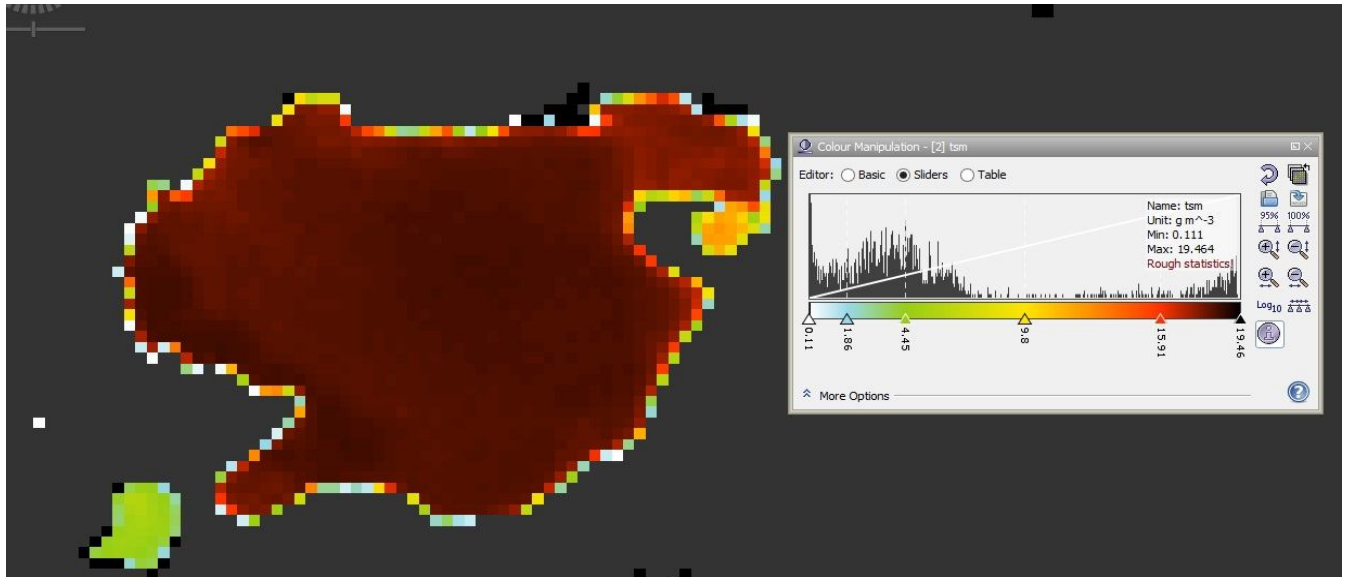 Colour Manipulation - [2] tsm
Editor: Basic Sliders Table
Name: tsm
Unit: g m^-3
Min: 0.111
Max: 19.464
Rough statistics!
95% 100%
Log10
0.11 1.86 4.45 9.8 15.91 19.46
More Options